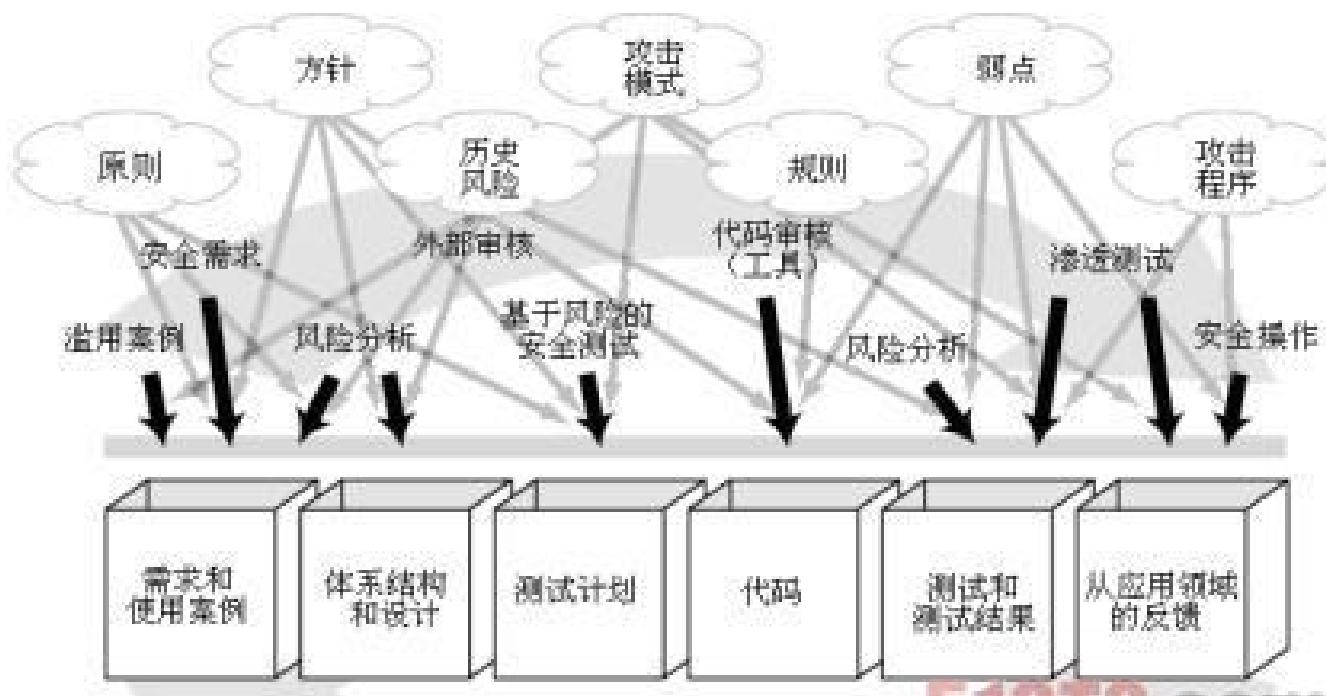 方针
攻击
模式
弱点
原则
历史
风险
规则
攻击
程序
安全需求
外部审核
代码审核
（工具）
渗透测试
滥用案例
风险分析
基于风险的
安全测试
风险分析
安全操作
需求和
使用案例
体系结构
和设计
测试计划
代码
测试和
测试结果
从应用领域
的反馈